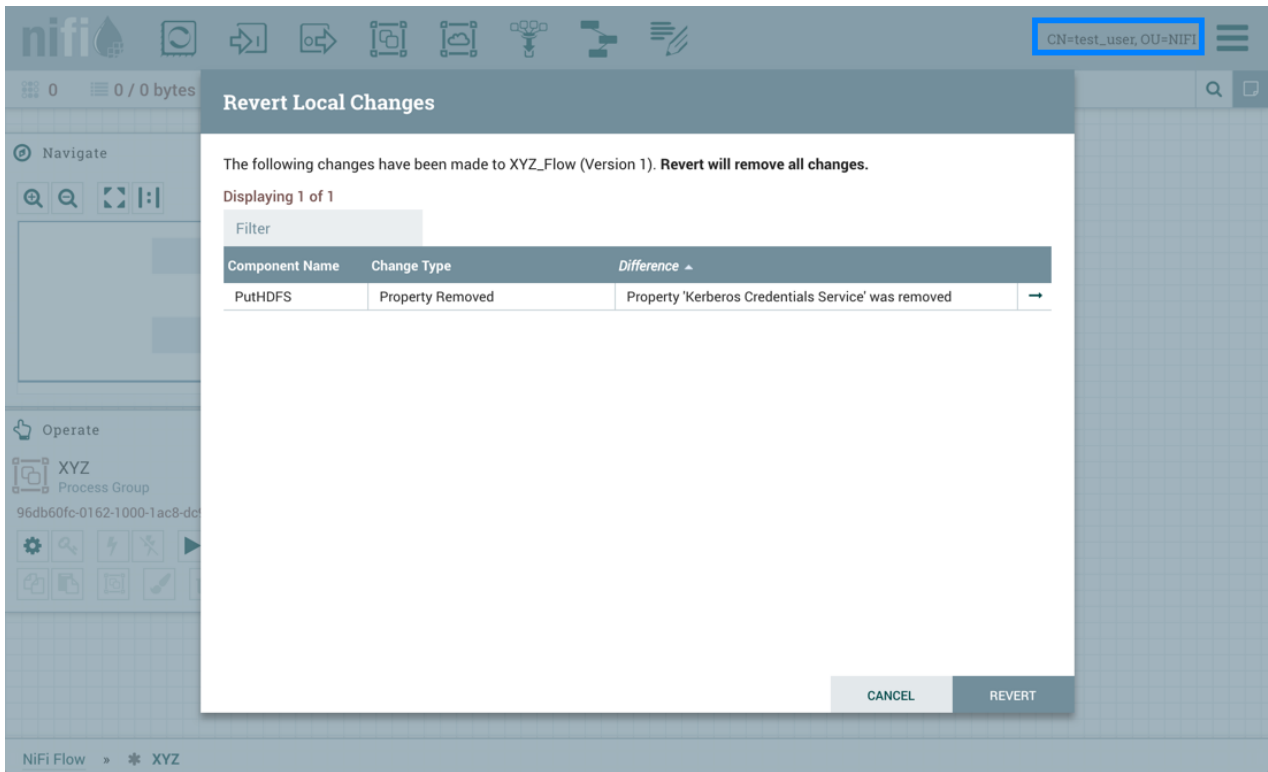 nifi
CN=test_user, OU=NIFI
0 0 / 0 bytes
Revert Local Changes
Navigate
The following changes have been made to XYZ_Flow (Version 1). Revert will remove all changes.
Displaying 1 of 1
Filter
Component Name Change Type Difference
PutHDFS Property Removed Property 'Kerberos Credentials Service' was removed
Operate
XYZ
Process Group
96db60fc-0162-1000-1ac8-dc
CANCEL REVERT
NiFi Flow » XYZ